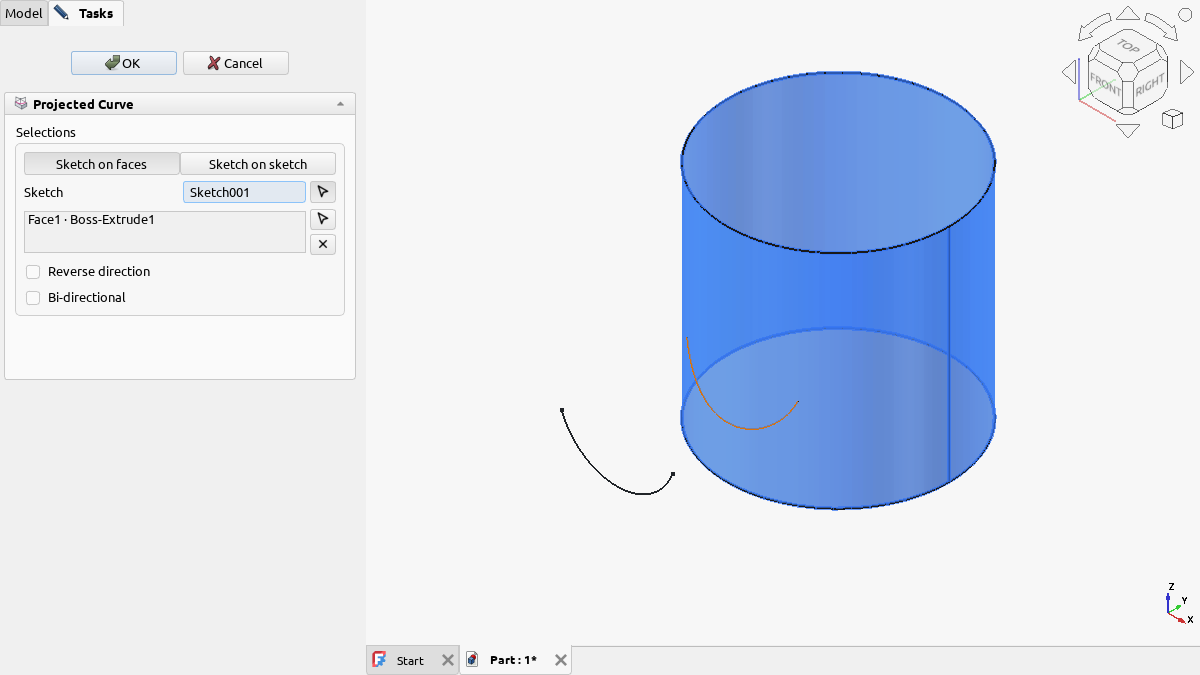 Model
Tasks
OK
Cancel
Projected Curve
Selections
Sketch on faces
Sketch on sketch
Sketch
Sketch001
Face1 · Boss-Extrude1
Reverse direction
Bi-directional
TOP
FRONT
RIGHT
Z
Y
X
Start
Part : 1*